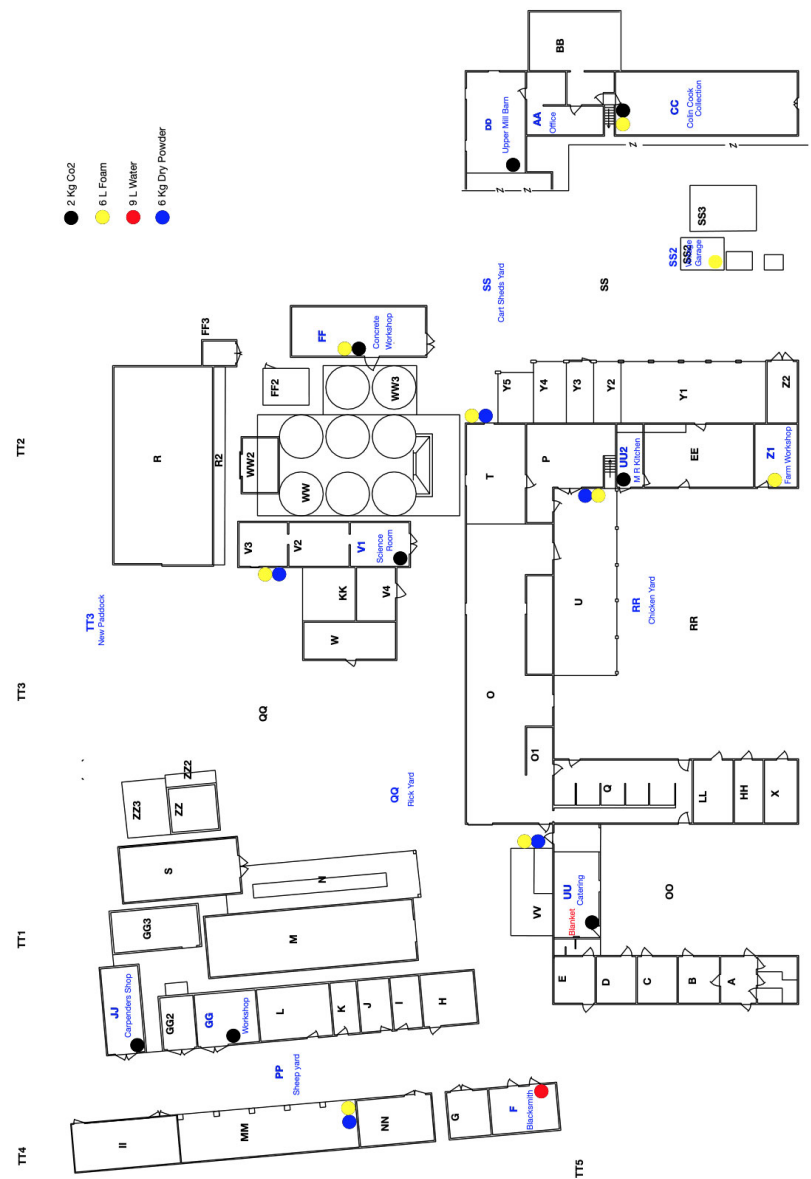 TT4
TT1
TT3
TT2
2 Kg Co2
6 L Foam
9 L Water
6 Kg Dry Powder
TT3
New Paddock
II
MM
NN
PP
Sheep yard
G
F
Blacksmith
TT5
JJ
Carpenders Shop
GG2
GG
Workshop
L
K
J
I
H
GG3
M
S
N
ZZ3
ZZ
ZZ2
QQ
Rick Yard
QQ
R
R2
FF3
FF2
FF
Concrete
Workshop
WW2
WW
WW3
V3
V2
V1
Science
Room
KK
V4
W
E
D
C
B
A
VV
UU
Catering
Blanket
OO
O1
O
Q
LL
HH
X
U
RR
Chicken Yard
RR
T
P
UU2
M R Kitchen
EE
Z1
Farm Workshop
Y5
Y4
Y3
Y2
Y1
Z2
SS
Cart Sheds Yard
SS
SS2
SS2
Garage
SS3
DD
Upper Mill Barn
AA
Office
BB
CC
Colin Cook
Collection